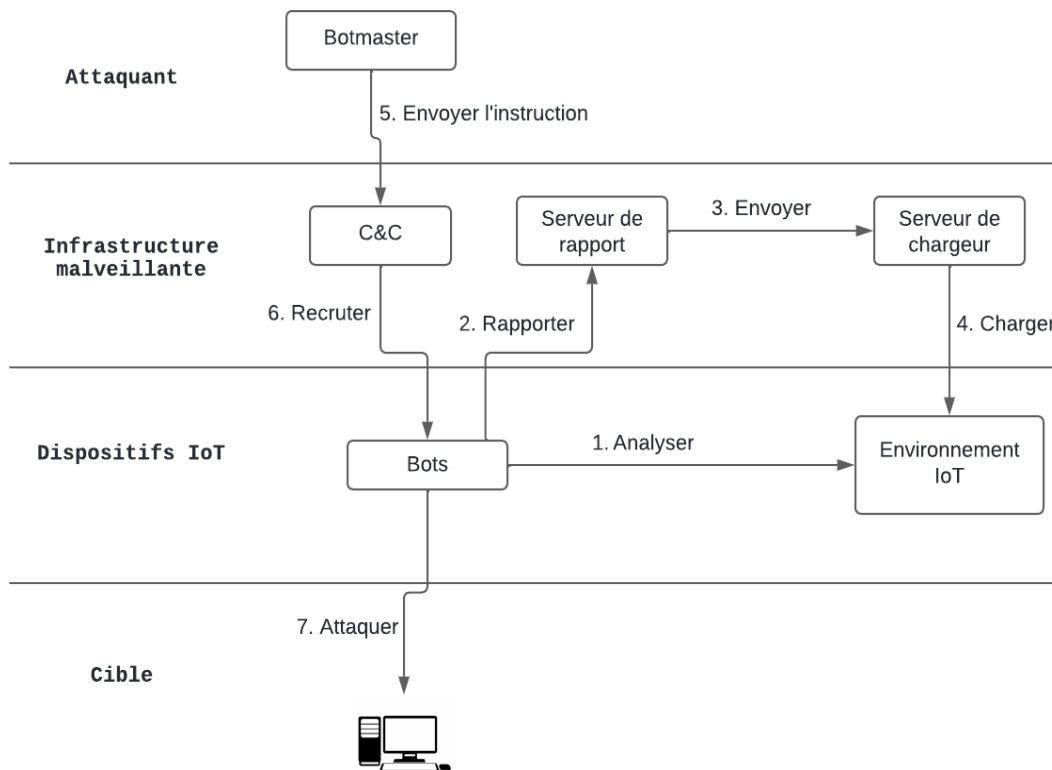 Botmaster
Attaquant
5. Envoyer l'instruction
C&C
Serveur de
rapport
3. Envoyer
Serveur de
chargeur
Infrastructure
malveillante
6. Recruter
2. Rapporter
4. Charger
Dispositifs IoT
Bots
1. Analyser
Environnement
IoT
7. Attaquer
Cible